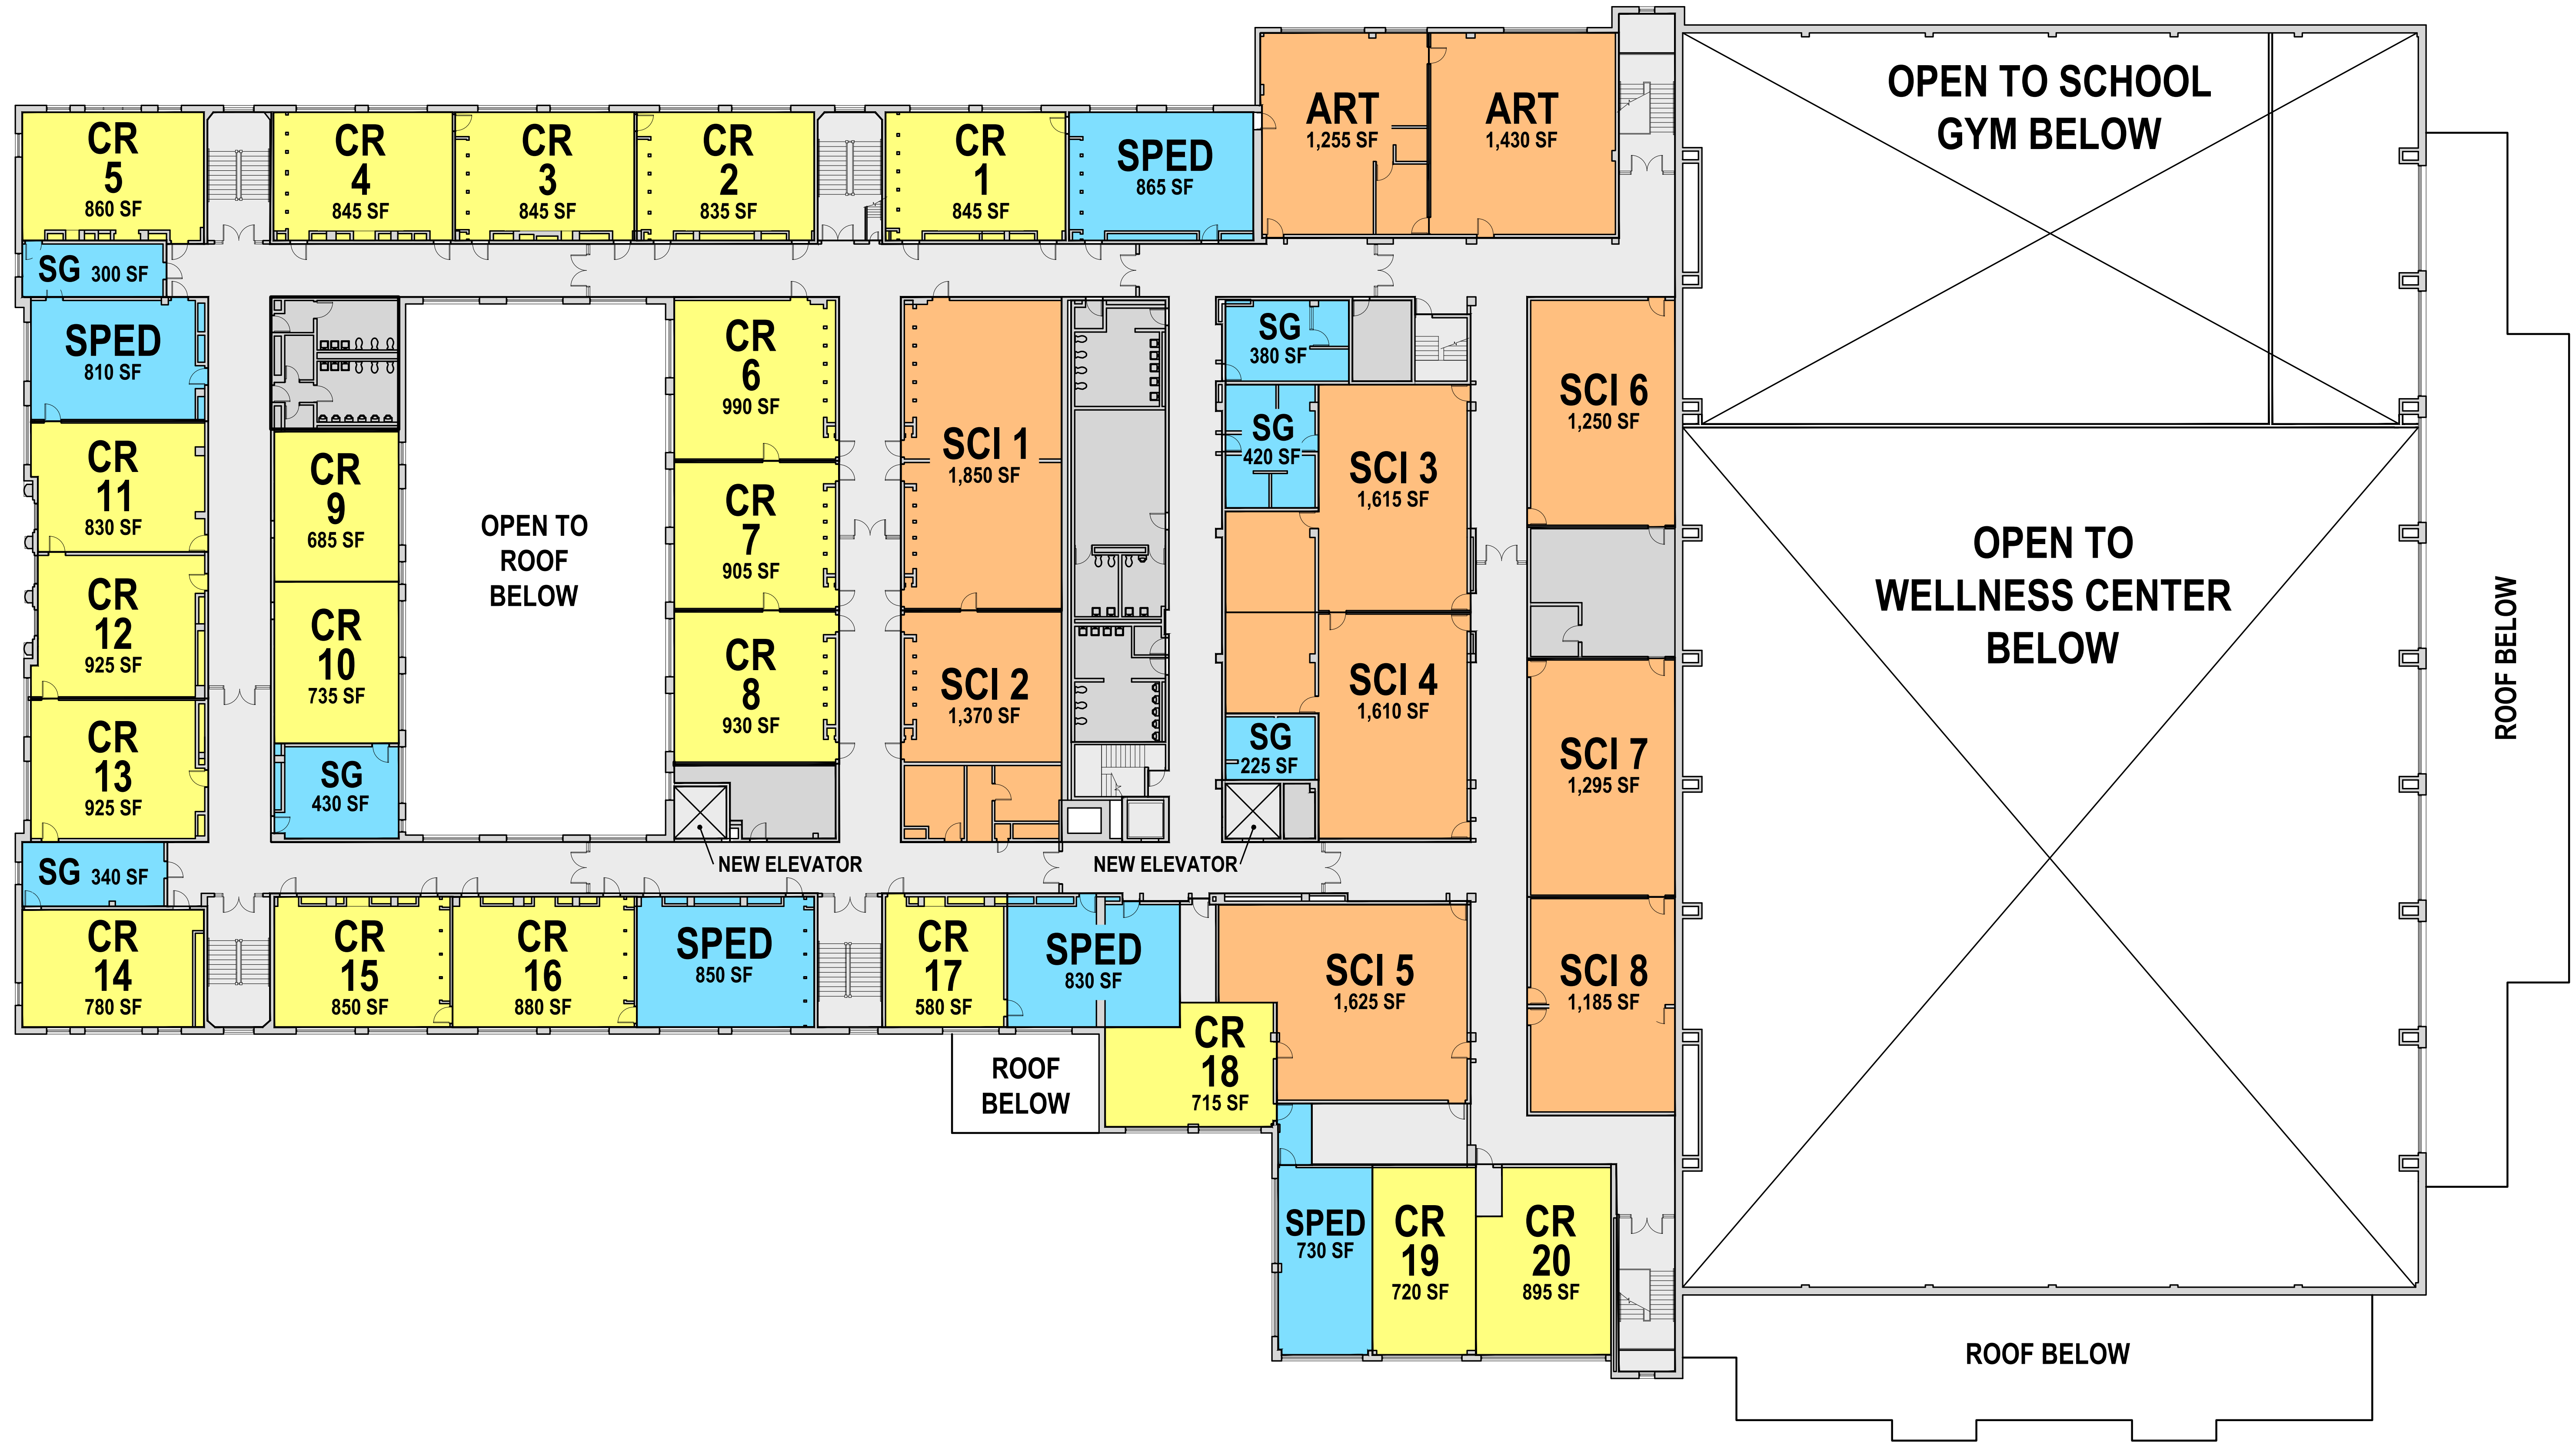 ART
1,255 SF
ART
1,430 SF
OPEN TO SCHOOL
GYM BELOW
CR
5
860 SF
CR
4
845 SF
CR
3
845 SF
CR
2
835 SF
CR
1
845 SF
SPED
865 SF
SG 300 SF
SPED
810 SF
CR
6
990 SF
SG
380 SF
SCI 6
1,250 SF
CR
11
830 SF
CR
9
685 SF
OPEN TO
ROOF
BELOW
CR
7
905 SF
SCI 1
1,850 SF
SG
420 SF
SCI 3
1,615 SF
OPEN TO
WELLNESS CENTER
BELOW
ROOF BELOW
CR
12
925 SF
CR
10
735 SF
CR
8
930 SF
SCI 2
1,370 SF
SCI 4
1,610 SF
SCI 7
1,295 SF
CR
13
925 SF
SG
430 SF
SG
225 SF
NEW ELEVATOR
NEW ELEVATOR
SG 340 SF
CR
14
780 SF
CR
15
850 SF
CR
16
880 SF
SPED
850 SF
CR
17
580 SF
SPED
830 SF
SCI 5
1,625 SF
SCI 8
1,185 SF
CR
18
715 SF
ROOF
BELOW
SPED
730 SF
CR
19
720 SF
CR
20
895 SF
ROOF BELOW